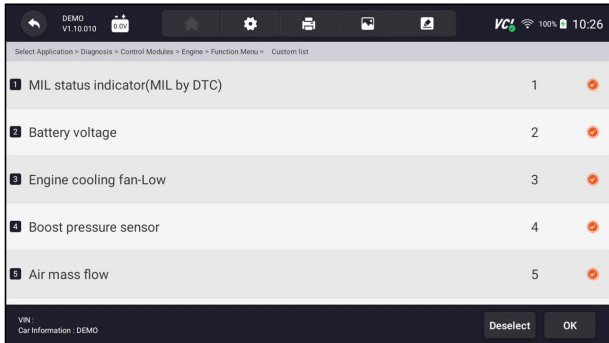 DEMO
V1.10.010
0.0V
VCI
100%
10:26
Select Application > Diagnosis > Control Modules > Engine > Function Menu > Custom list
1 MIL status indicator(MIL by DTC) 1
2 Battery voltage 2
3 Engine cooling fan-Low 3
4 Boost pressure sensor 4
5 Air mass flow 5
VIN :
Car Information : DEMO
Deselect
OK